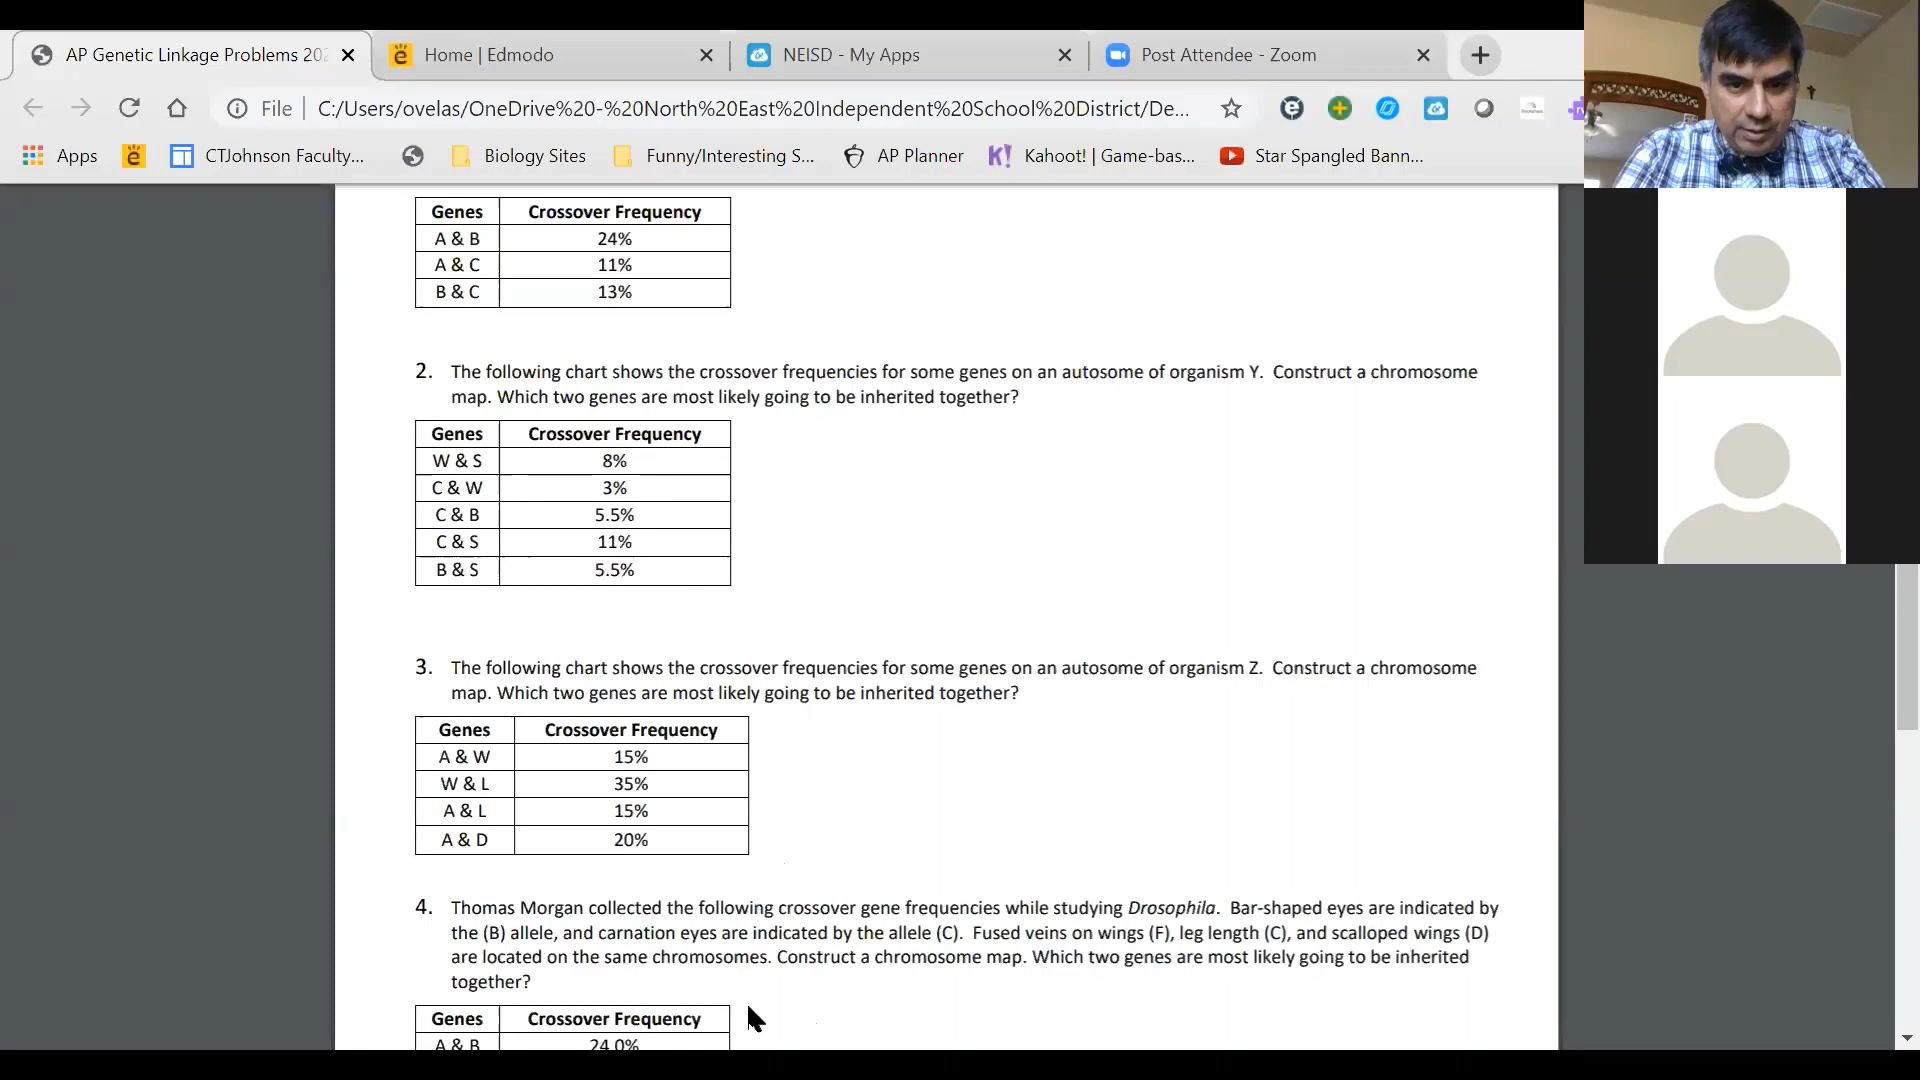 AP Genetic Linkage Problems 202
Home | Edmodo
NEISD - My Apps
Post Attendee - Zoom
File
C:/Users/ovelas/OneDrive%20-%20North%20East%20Independent%20School%20District/De...
Apps
CTJohnson Faculty...
Biology Sites
Funny/Interesting S...
AP Planner
K! Kahoot! | Game-bas...
Star Spangled Bann...
Genes Crossover Frequency
A & B 24%
A & C 11%
B & C 13%
2. The following chart shows the crossover frequencies for some genes on an autosome of organism Y. Construct a chromosome
map. Which two genes are most likely going to be inherited together?
Genes Crossover Frequency
W & S 8%
C & W 3%
C & B 5.5%
C & S 11%
B & S 5.5%
3. The following chart shows the crossover frequencies for some genes on an autosome of organism Z. Construct a chromosome
map. Which two genes are most likely going to be inherited together?
Genes Crossover Frequency
A & W 15%
W & L 35%
A & L 15%
A & D 20%
4. Thomas Morgan collected the following crossover gene frequencies while studying Drosophila. Bar-shaped eyes are indicated by
the (B) allele, and carnation eyes are indicated by the allele (C). Fused veins on wings (F), leg length (C), and scalloped wings (D)
are located on the same chromosomes. Construct a chromosome map. Which two genes are most likely going to be inherited
together?
Genes Crossover Frequency
A & B 24.0%